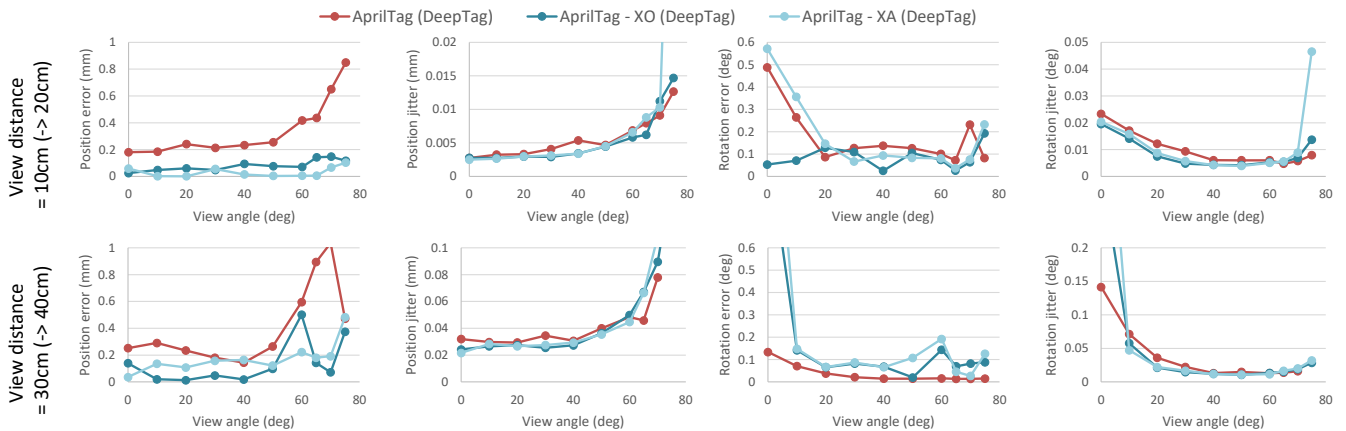 AprilTag (DeepTag) AprilTag - XO (DeepTag) AprilTag - XA (DeepTag)
View distance
= 10cm (-> 20cm)
Position error (mm)
1
0.8
0.6
0.4
0.2
0
0 20 40 60 80
View angle (deg)
Position jitter (mm)
0.02
0.015
0.01
0.005
0
0 20 40 60 80
View angle (deg)
Rotation error (deg)
0.6
0.5
0.4
0.3
0.2
0.1
0
0 20 40 60 80
View angle (deg)
Rotation jitter (deg)
0.05
0.04
0.03
0.02
0.01
0
0 20 40 60 80
View angle (deg)
View distance
= 30cm (-> 40cm)
Position error (mm)
1
0.8
0.6
0.4
0.2
0
0 20 40 60 80
View angle (deg)
Position jitter (mm)
0.1
0.08
0.06
0.04
0.02
0
0 20 40 60 80
View angle (deg)
Rotation error (deg)
0.6
0.5
0.4
0.3
0.2
0.1
0
0 20 40 60 80
View angle (deg)
Rotation jitter (deg)
0.2
0.15
0.1
0.05
0
0 20 40 60 80
View angle (deg)